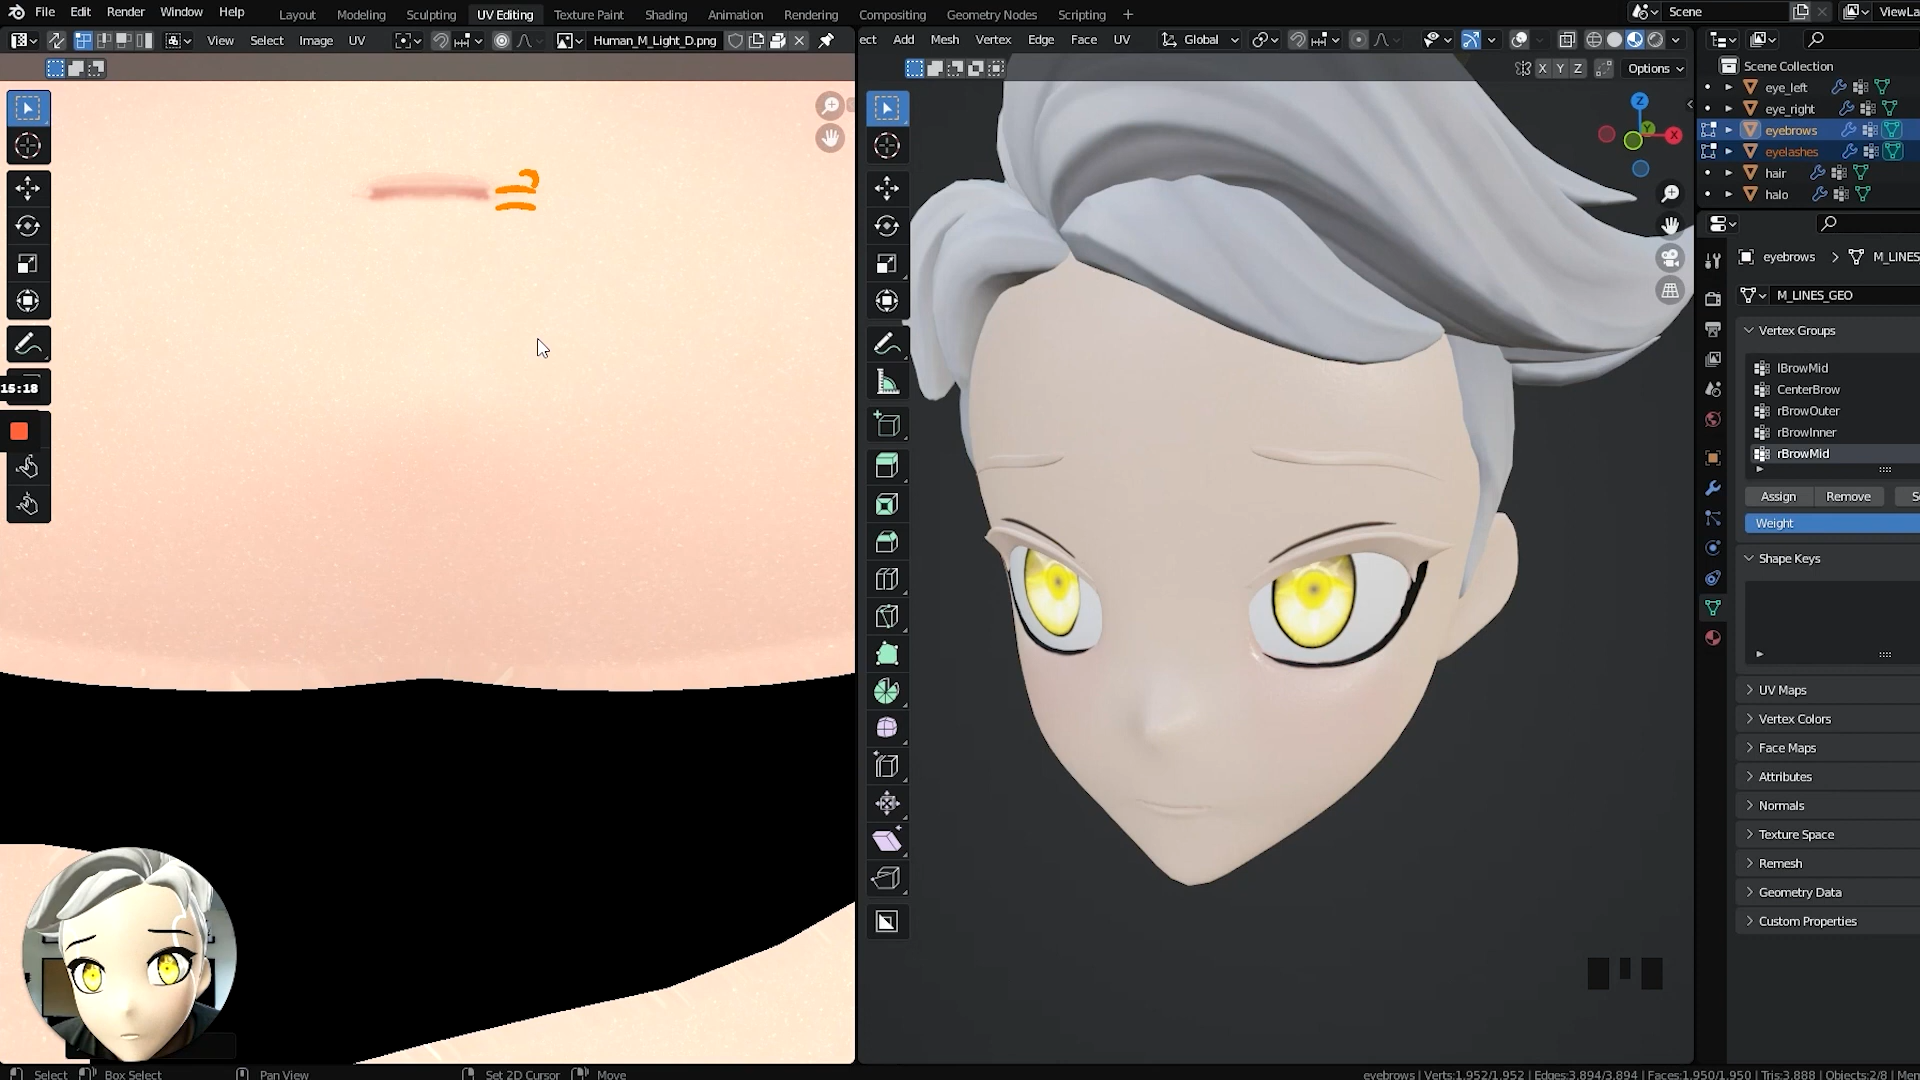 File Edit Render Window Help Layout Modeling Sculpting UV Editing Texture Paint Shading Animation Rendering Compositing Geometry Nodes Scripting + Scene ViewLa
View Select Image UV Human_M_Light_D.png ect Add Mesh Vertex Edge Face UV Global
X Y Z Options Scene Collection
eye_left
eye_right
eyebrows
eyelashes
hair
halo
eyebrows > M_LINES
M_LINES_GEO
Vertex Groups
lBrowMid
CenterBrow
rBrowOuter
rBrowInner
rBrowMid
Assign Remove S
Weight
Shape Keys
UV Maps
Vertex Colors
Face Maps
Attributes
Normals
Texture Space
Remesh
Geometry Data
Custom Properties
15:18
Z
Y
X
Select Box Select Pan View Set 2D Cursor Move eyebrows | Verts:1.952/1.952 | Edges:3.894/3.894 | Faces:1.950/1.950 | Tris:3.888 | Objects:2/8 | Mem